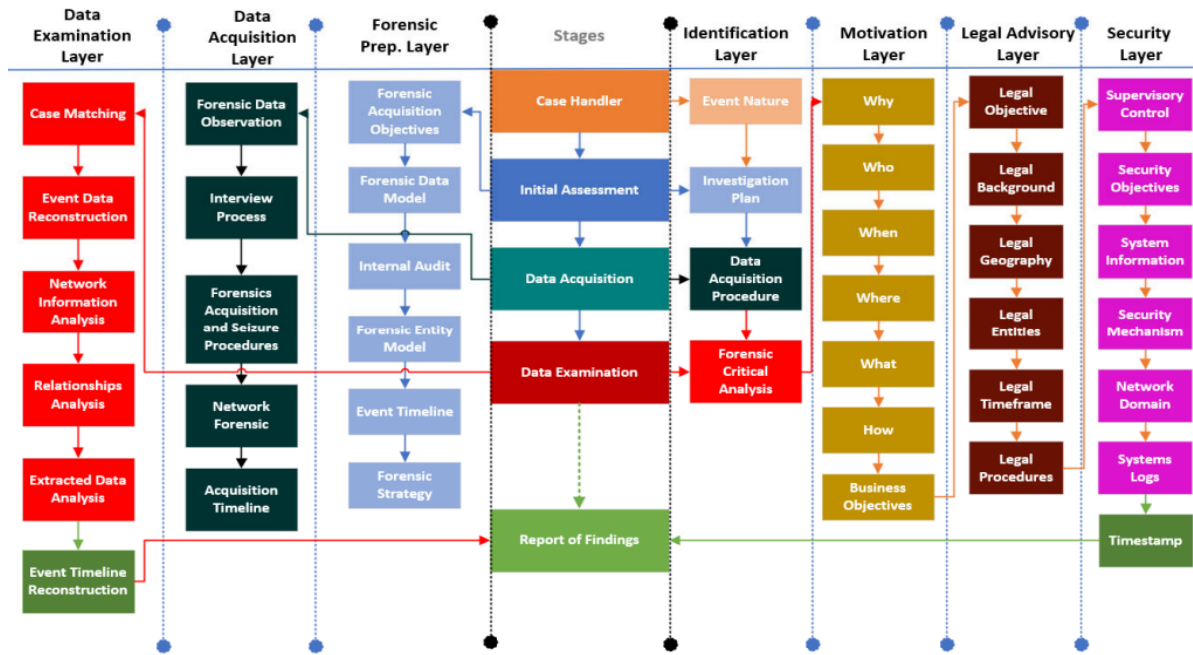 Data
Examination
Layer
Data
Acquisition
Layer
Forensic
Prep. Layer
Stages
Identification
Layer
Motivation
Layer
Legal Advisory
Layer
Security
Layer
Case Matching
Event Data
Reconstruction
Network
Information
Analysis
Relationships
Analysis
Extracted Data
Analysis
Event Timeline
Reconstruction
Forensic Data
Observation
Interview
Process
Forensics
Acquisition
and Seizure
Procedures
Network
Forensic
Acquisition
Timeline
Forensic
Acquisition
Objectives
Forensic Data
Model
Internal Audit
Forensic Entity
Model
Event Timeline
Forensic
Strategy
Case Handler
Initial Assessment
Data Acquisition
Data Examination
Report of Findings
Event Nature
Investigation
Plan
Data
Acquisition
Procedure
Forensic
Critical
Analysis
Why
Who
When
Where
What
How
Business
Objectives
Legal
Objective
Legal
Background
Legal
Geography
Legal
Entities
Legal
Timeframe
Legal
Procedures
Supervisory
Control
Security
Objectives
System
Information
Security
Mechanism
Network
Domain
Systems
Logs
Timestamp